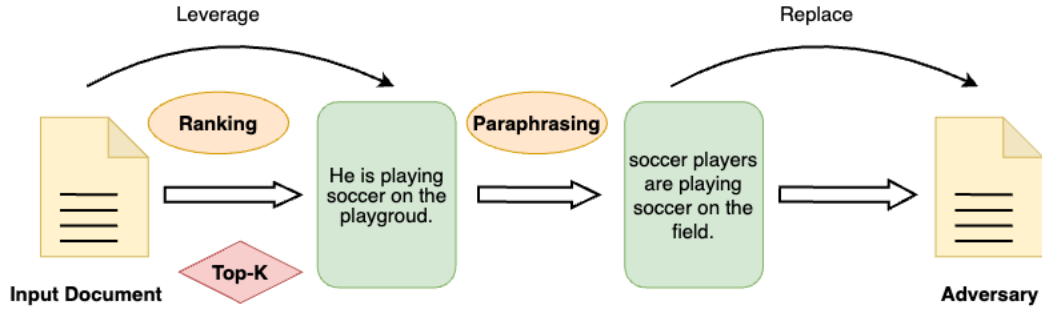 Leverage
Replace
Ranking
Paraphrasing
He is playing
soccer on the
playgroud.
soccer players
are playing
soccer on the
field.
Top-K
Input Document
Adversary